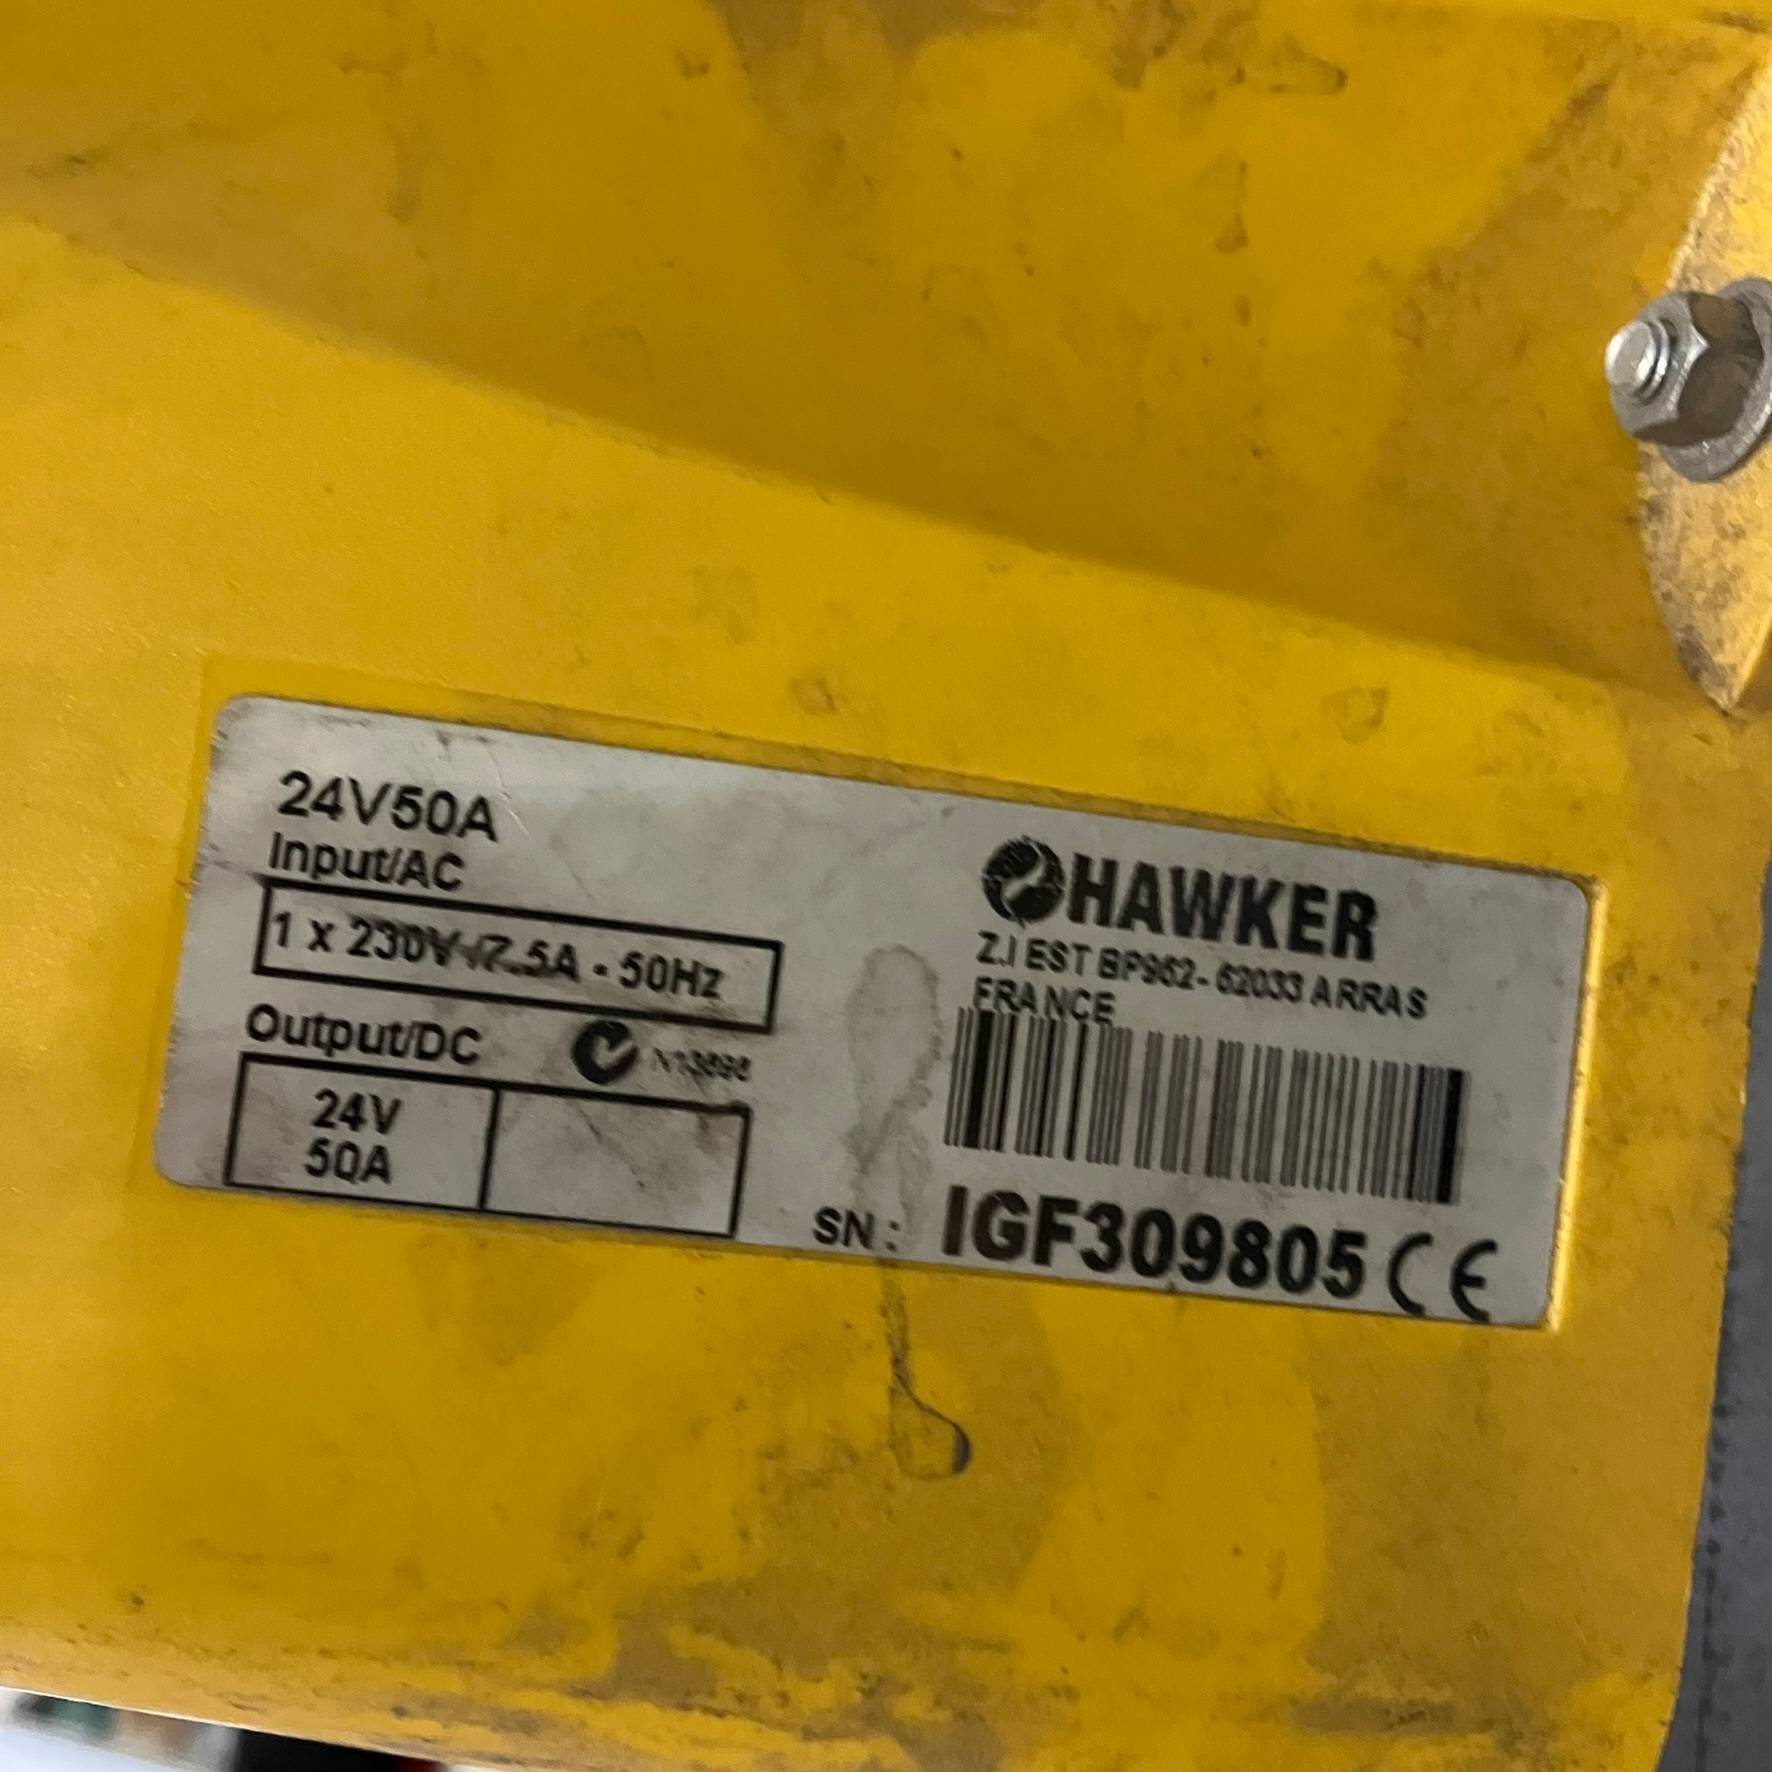 24V50A
Input/AC
1 x 230V /7.5A - 50Hz
Output/DC
N13698
24V
50A
HAWKER
Z.I EST BP962- 62033 ARRAS
FRANCE
SN: IGF309805 CE